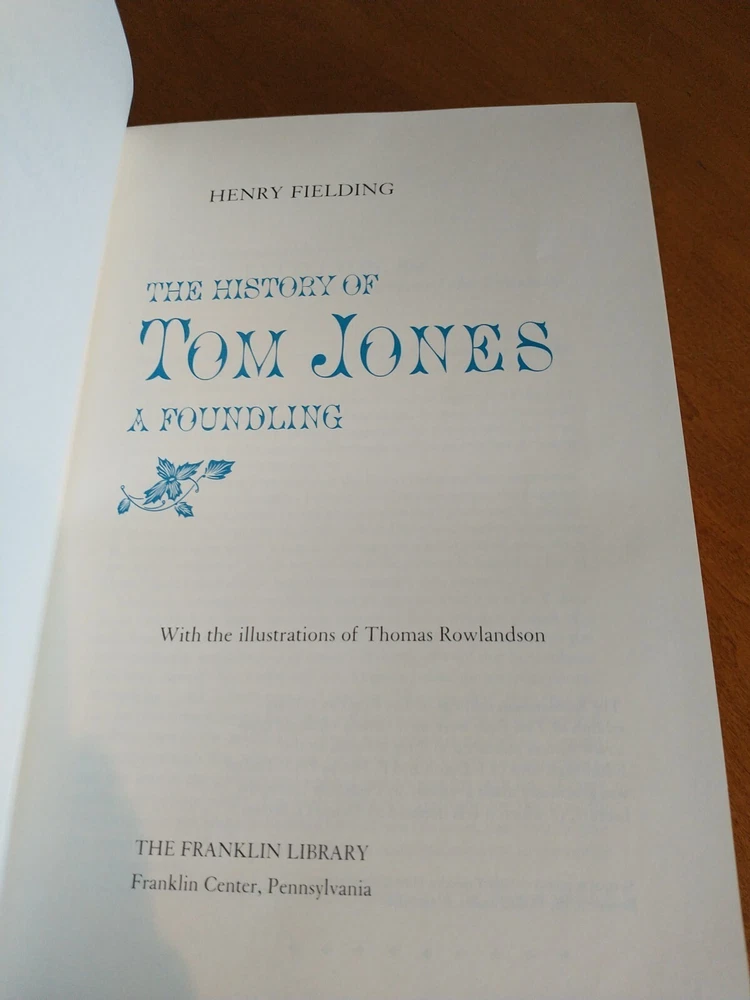 HENRY FIELDING
THE HISTORY OF
TOM JONES
A FOUNDLING
With the illustrations of Thomas Rowlandson
THE FRANKLIN LIBRARY
Franklin Center, Pennsylvania